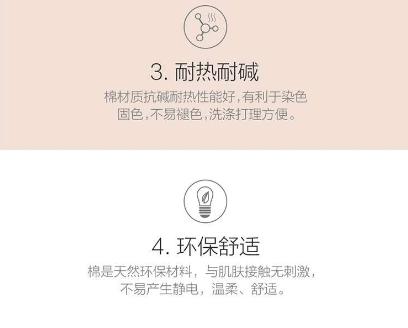 3. 耐热耐碱
棉材质抗碱耐热性能好,有利于染色
固色,不易褪色,洗涤打理方便。
4. 环保舒适
棉是天然环保材料，与肌肤接触无刺激，
不易产生静电，温柔、舒适。